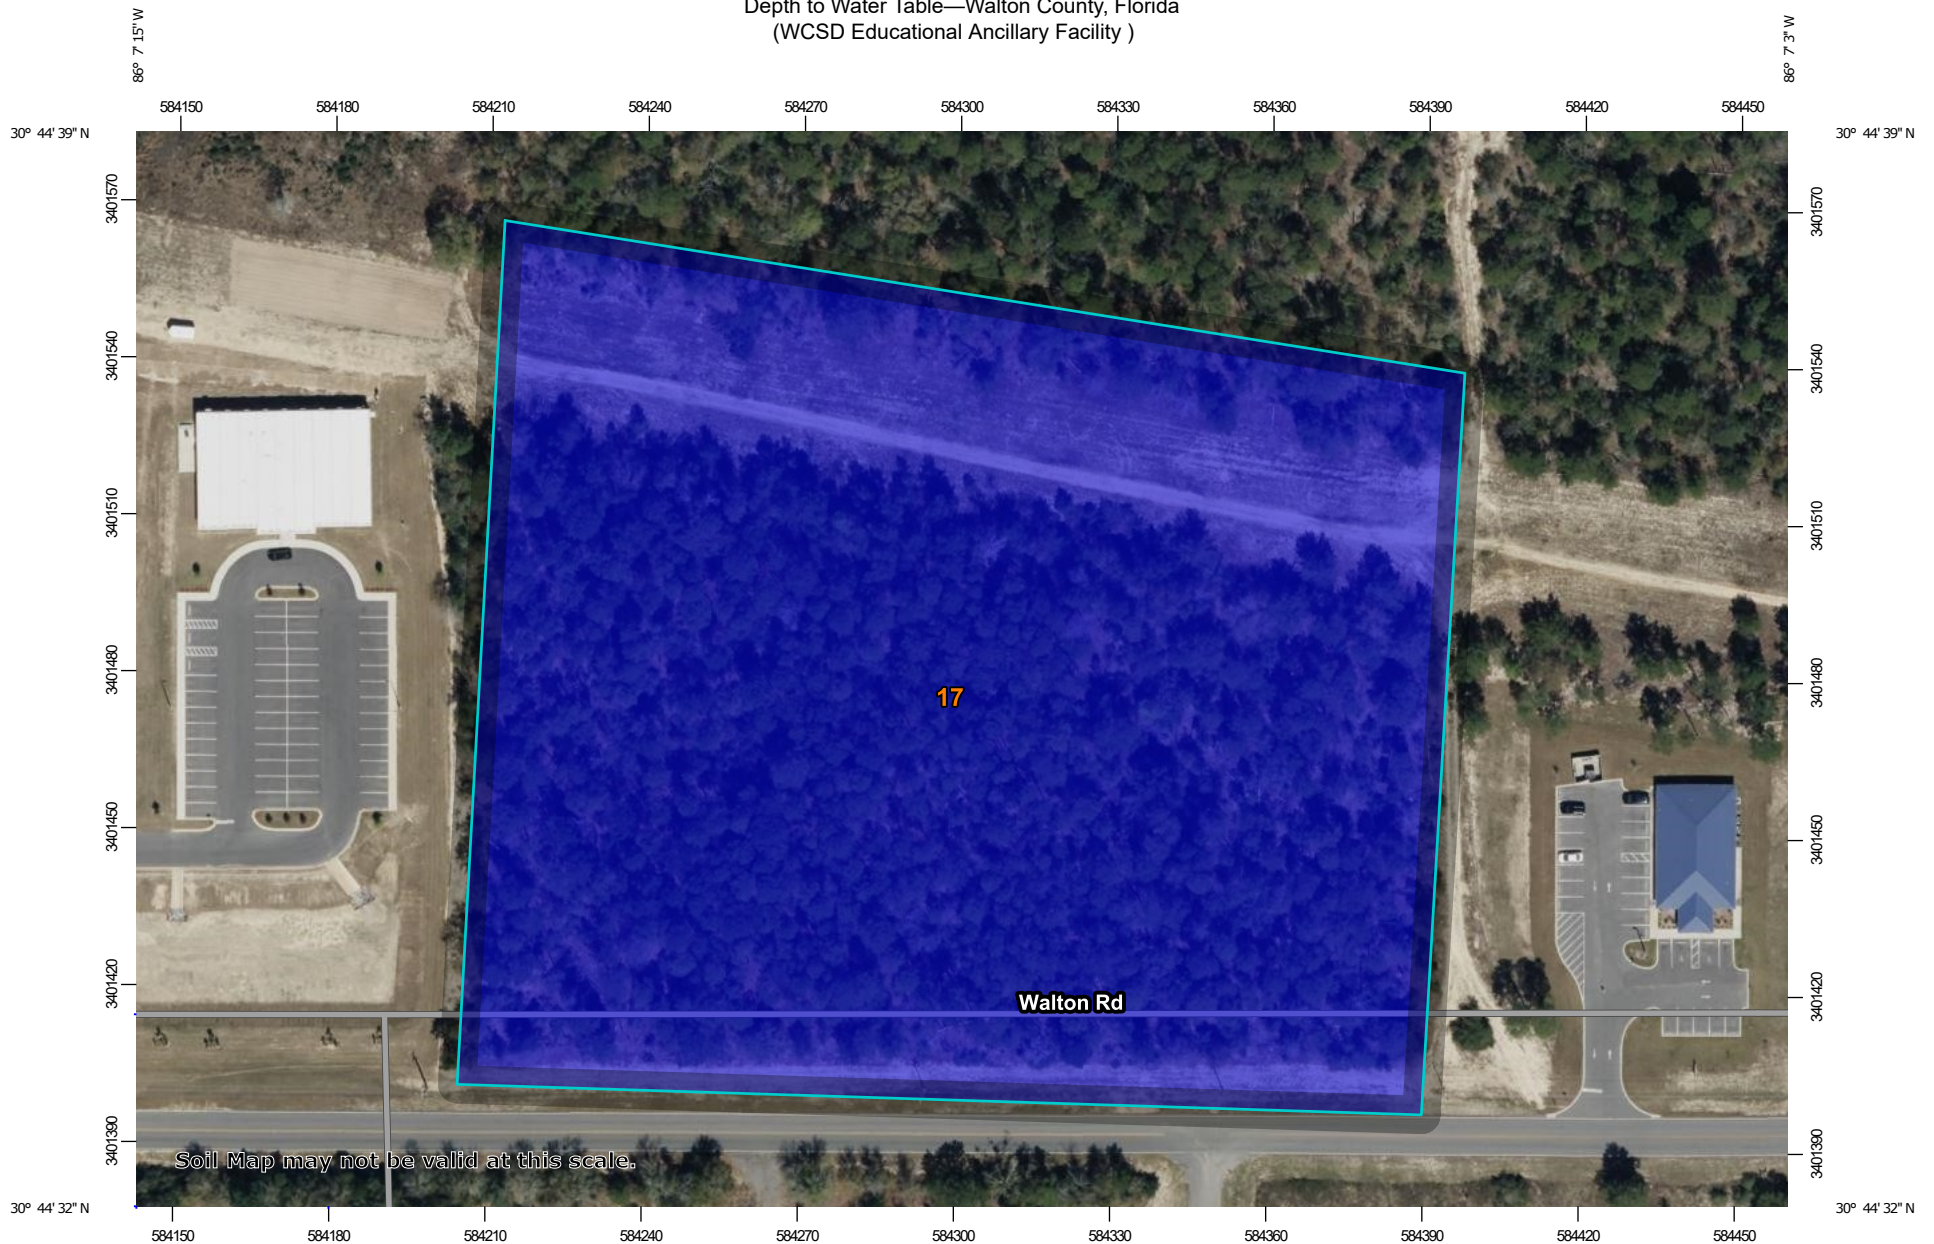 Depth to Water Table—Walton County, Florida
(WCSD Educational Ancillary Facility )
86° 7' 15" W
86° 7' 3" W
584150 584180 584210 584240 584270 584300 584330 584360 584390 584420 584450
30° 44' 39" N
30° 44' 39" N
3401570
3401570
3401540
3401540
3401510
3401510
3401480
3401480
17
3401450
3401450
3401420
3401420
Walton Rd
3401390
3401390
Soil Map may not be valid at this scale.
30° 44' 32" N
30° 44' 32" N
584150 584180 584210 584240 584270 584300 584330 584360 584390 584420 584450